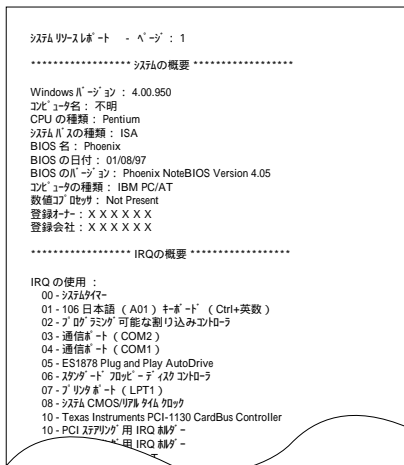 ｼｽﾃﾑ ﾘｿｰｽ ﾚﾎﾟｰﾄ - ﾍﾟｰｼﾞ : 1
****************** ｼｽﾃﾑの概要 ******************
Windows ﾊﾞｰｼﾞｮﾝ : 4.00.950
ｺﾝﾋﾟｭｰﾀ名 : 不明
CPU の種類 : Pentium
ｼｽﾃﾑ ﾊﾞｽの種類 : ISA
BIOS 名 : Phoenix
BIOS の日付 : 01/08/97
BIOS のﾊﾞｰｼﾞｮﾝ : Phoenix NoteBIOS Version 4.05
ｺﾝﾋﾟｭｰﾀの種類 : IBM PC/AT
数値ｺﾌﾟﾛｾｯｻ : Not Present
登録ｵｰﾅｰ : X X X X X X
登録会社 : X X X X X X
****************** IRQの概要 ******************
IRQ の使用 :
00 - ｼｽﾃﾑﾀｲﾏｰ
01 - 106 日本語 ( A01 ) ｷｰﾎﾞｰﾄﾞ ( Ctrl+英数 )
02 - ﾌﾟﾛｸﾞﾗﾐﾝｸﾞ可能な割り込みｺﾝﾄﾛｰﾗ
03 - 通信ﾎﾟｰﾄ ( COM2 )
04 - 通信ﾎﾟｰﾄ ( COM1 )
05 - ES1878 Plug and Play AutoDrive
06 - ｽﾀﾝﾀﾞｰﾄﾞ ﾌﾛｯﾋﾟｰ ﾃﾞｨｽｸ ｺﾝﾄﾛｰﾗ
07 - ﾌﾟﾘﾝﾀ ﾎﾟｰﾄ ( LPT1 )
08 - ｼｽﾃﾑ CMOS/ﾘｱﾙ ﾀｲﾑ ｸﾛｯｸ
10 - Texas Instruments PCI-1130 CardBus Controller
10 - PCI ｽﾃｱﾘﾝｸﾞ用 IRQ ﾎﾙﾀﾞｰ
用 IRQ ﾎﾙﾀﾞｰ